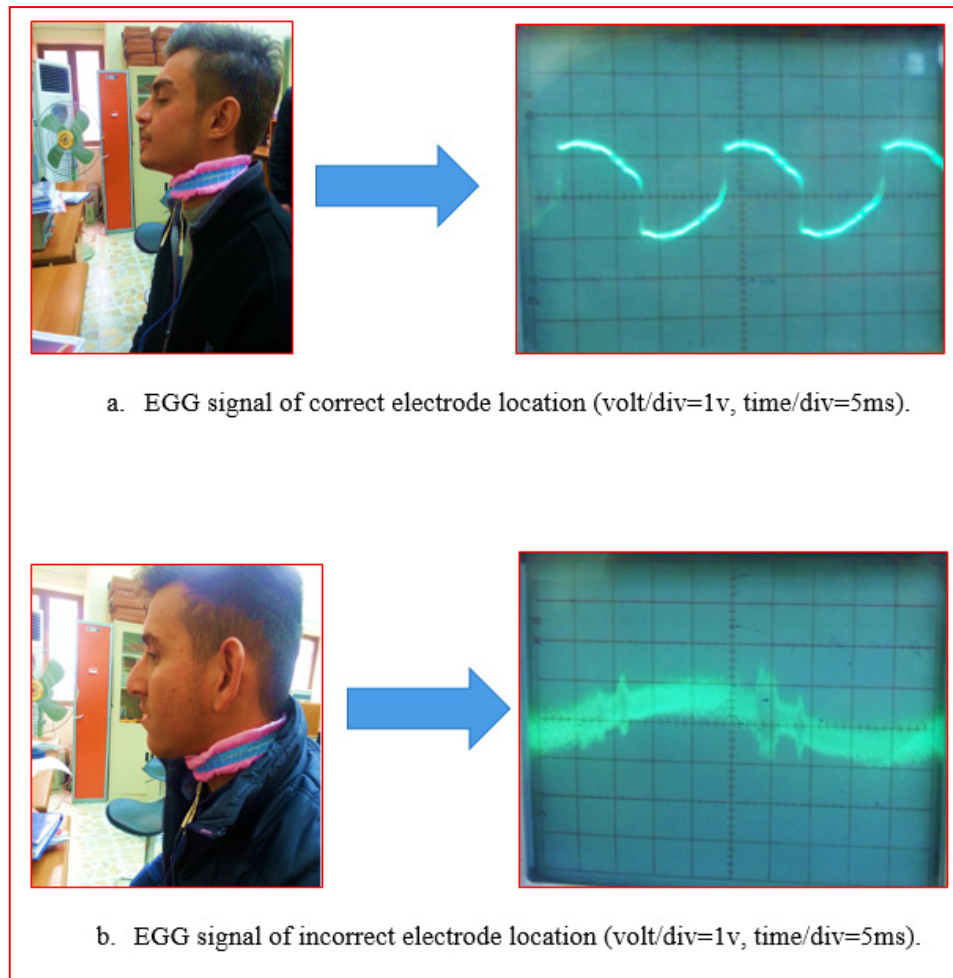 a. EGG signal of correct electrode location (volt/div=1v, time/div=5ms).
b. EGG signal of incorrect electrode location (volt/div=1v, time/div=5ms).